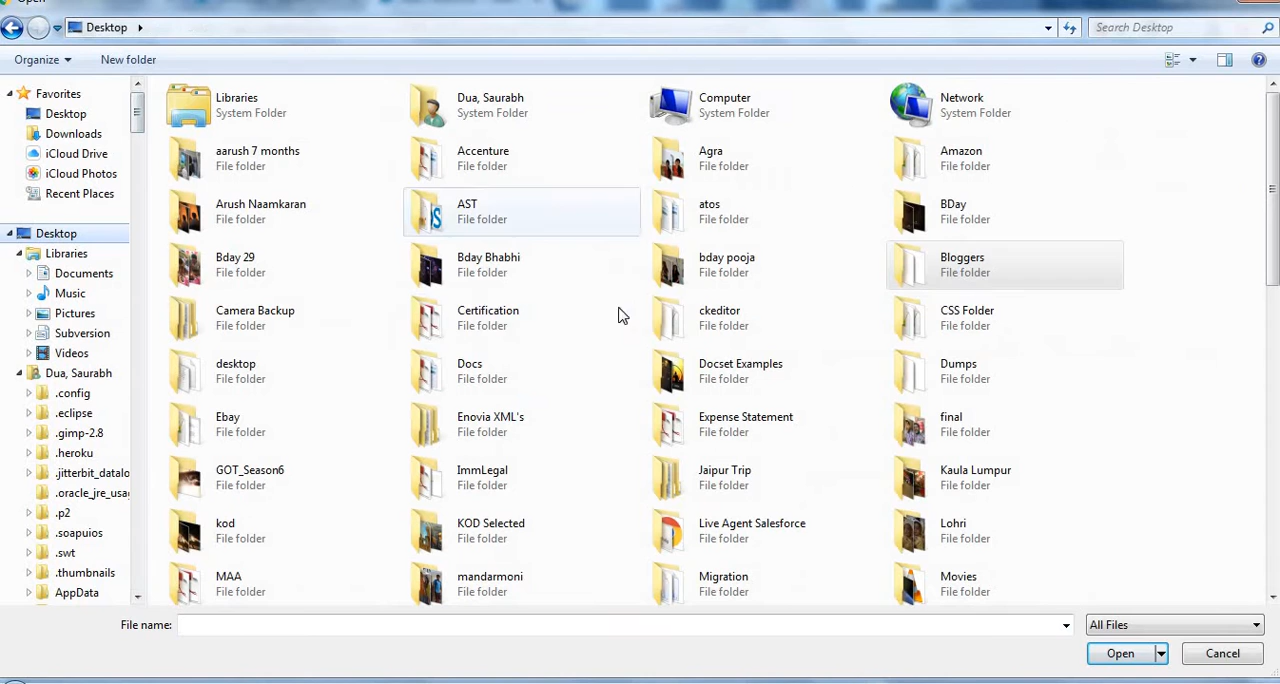 Open
Desktop
Search Desktop
Organize
New folder
Favorites
Desktop
Downloads
iCloud Drive
iCloud Photos
Recent Places
Desktop
Libraries
Documents
Music
Pictures
Subversion
Videos
Dua, Saurabh
.config
.eclipse
.gimp-2.8
.heroku
.jitterbit_datalo
.oracle_jre_usa
.p2
.soapuios
.swt
.thumbnails
AppData
Libraries
System Folder
Dua, Saurabh
System Folder
Computer
System Folder
Network
System Folder
aarush 7 months
File folder
Accenture
File folder
Agra
File folder
Amazon
File folder
Arush Naamkaran
File folder
AST
File folder
atos
File folder
BDay
File folder
Bday 29
File folder
Bday Bhabhi
File folder
bday pooja
File folder
Bloggers
File folder
Camera Backup
File folder
Certification
File folder
ckeditor
File folder
CSS Folder
File folder
desktop
File folder
Docs
File folder
Docset Examples
File folder
Dumps
File folder
Ebay
File folder
Enovia XML's
File folder
Expense Statement
File folder
final
File folder
GOT_Season6
File folder
ImmLegal
File folder
Jaipur Trip
File folder
Kaula Lumpur
File folder
kod
File folder
KOD Selected
File folder
Live Agent Salesforce
File folder
Lohri
File folder
MAA
File folder
mandarmoni
File folder
Migration
File folder
Movies
File folder
File name:
All Files
Open
Cancel